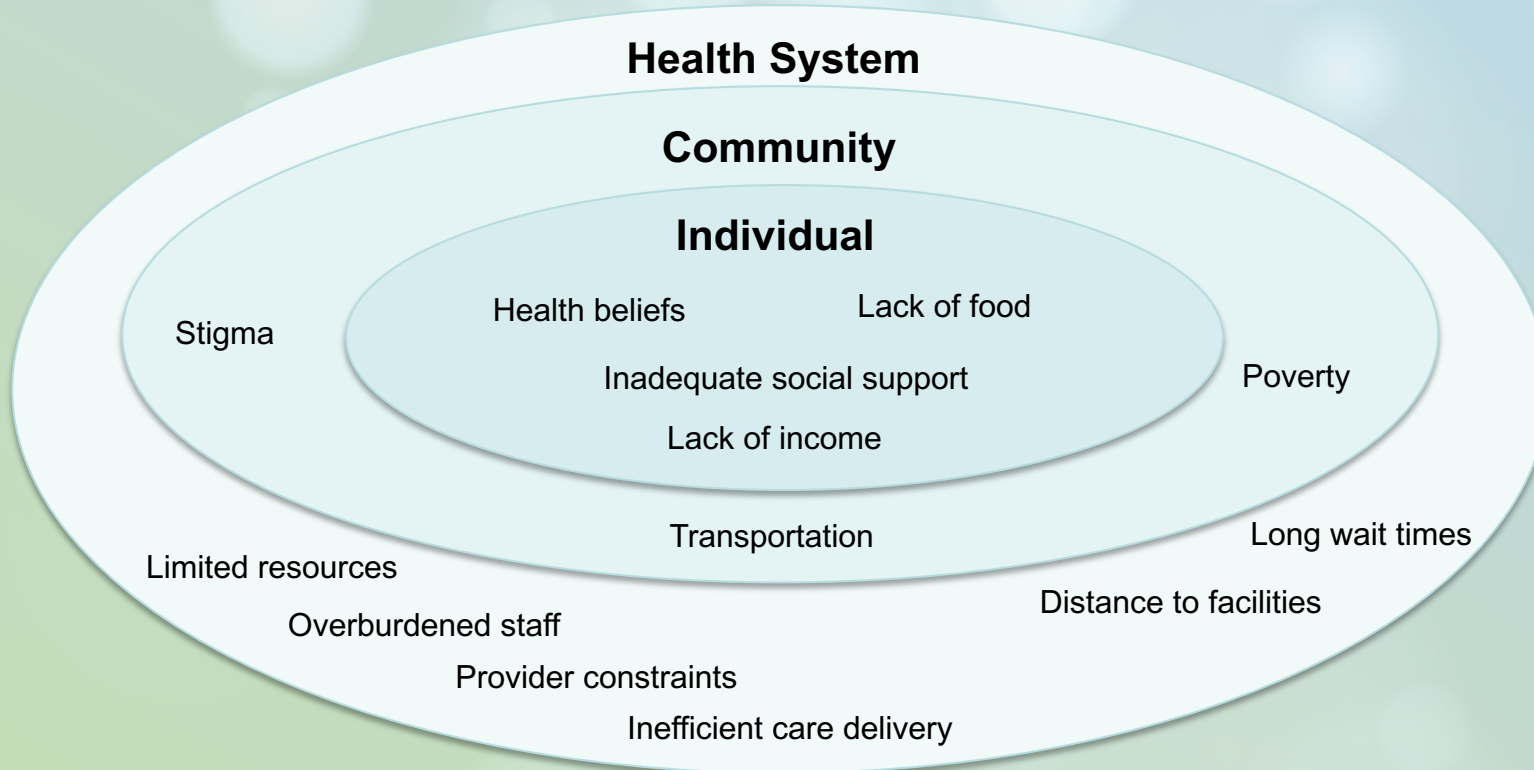 Health System
Community
Individual
Health beliefs
Lack of food
Stigma
Inadequate social support
Poverty
Lack of income
Transportation
Long wait times
Limited resources
Distance to facilities
Overburdened staff
Provider constraints
Inefficient care delivery